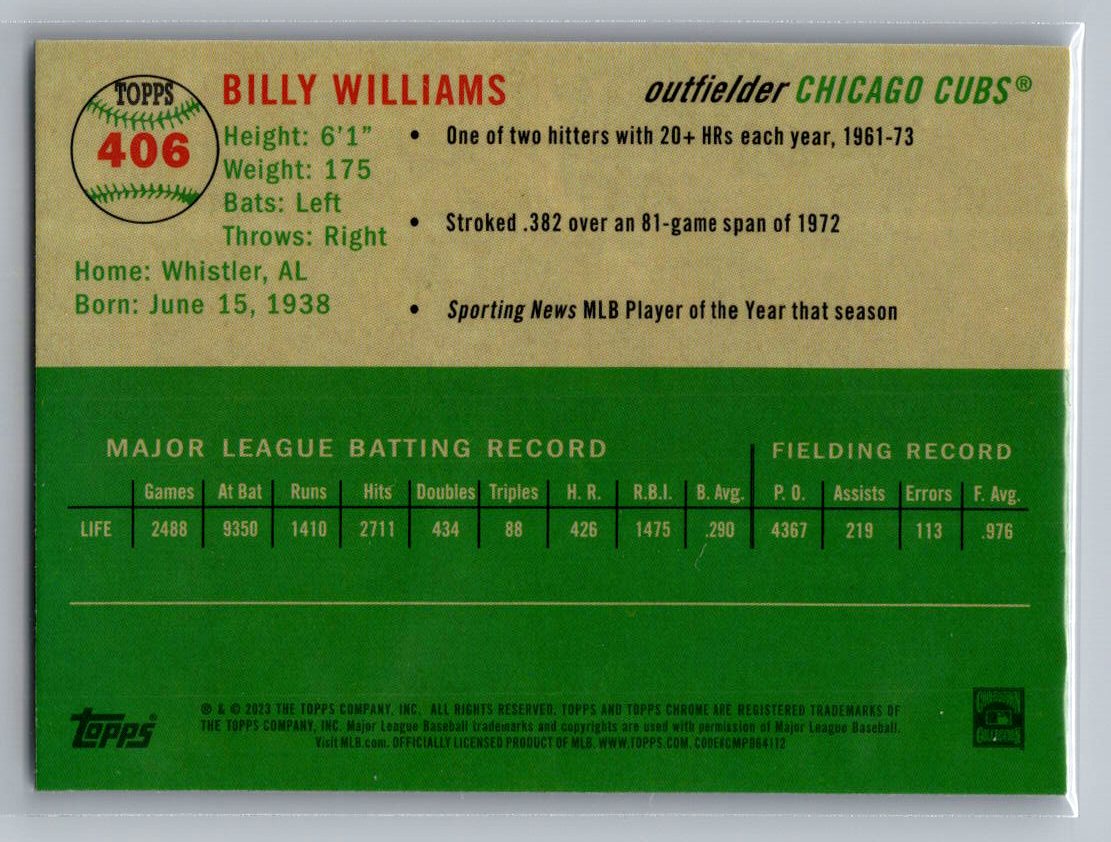 TOPPS
406
BILLY WILLIAMS
outfielder CHICAGO CUBS®
Height: 6'1"
Weight: 175
Bats: Left
Throws: Right
Home: Whistler, AL
Born: June 15, 1938
• One of two hitters with 20+ HRs each year, 1961-73
• Stroked .382 over an 81-game span of 1972
• Sporting News MLB Player of the Year that season
MAJOR LEAGUE BATTING RECORD
FIELDING RECORD
Games At Bat Runs Hits Doubles Triples H. R. R.B.I. B. Avg. P. O. Assists Errors F. Avg.
LIFE 2488 9350 1410 2711 434 88 426 1475 .290 4367 219 113 .976
topps®
® & © 2023 THE TOPPS COMPANY, INC. ALL RIGHTS RESERVED. TOPPS AND TOPPS CHROME ARE REGISTERED TRADEMARKS OF
THE TOPPS COMPANY, INC. Major League Baseball trademarks and copyrights are used with permission of Major League Baseball.
Visit MLB.com. OFFICIALLY LICENSED PRODUCT OF MLB. WWW.TOPPS.COM.